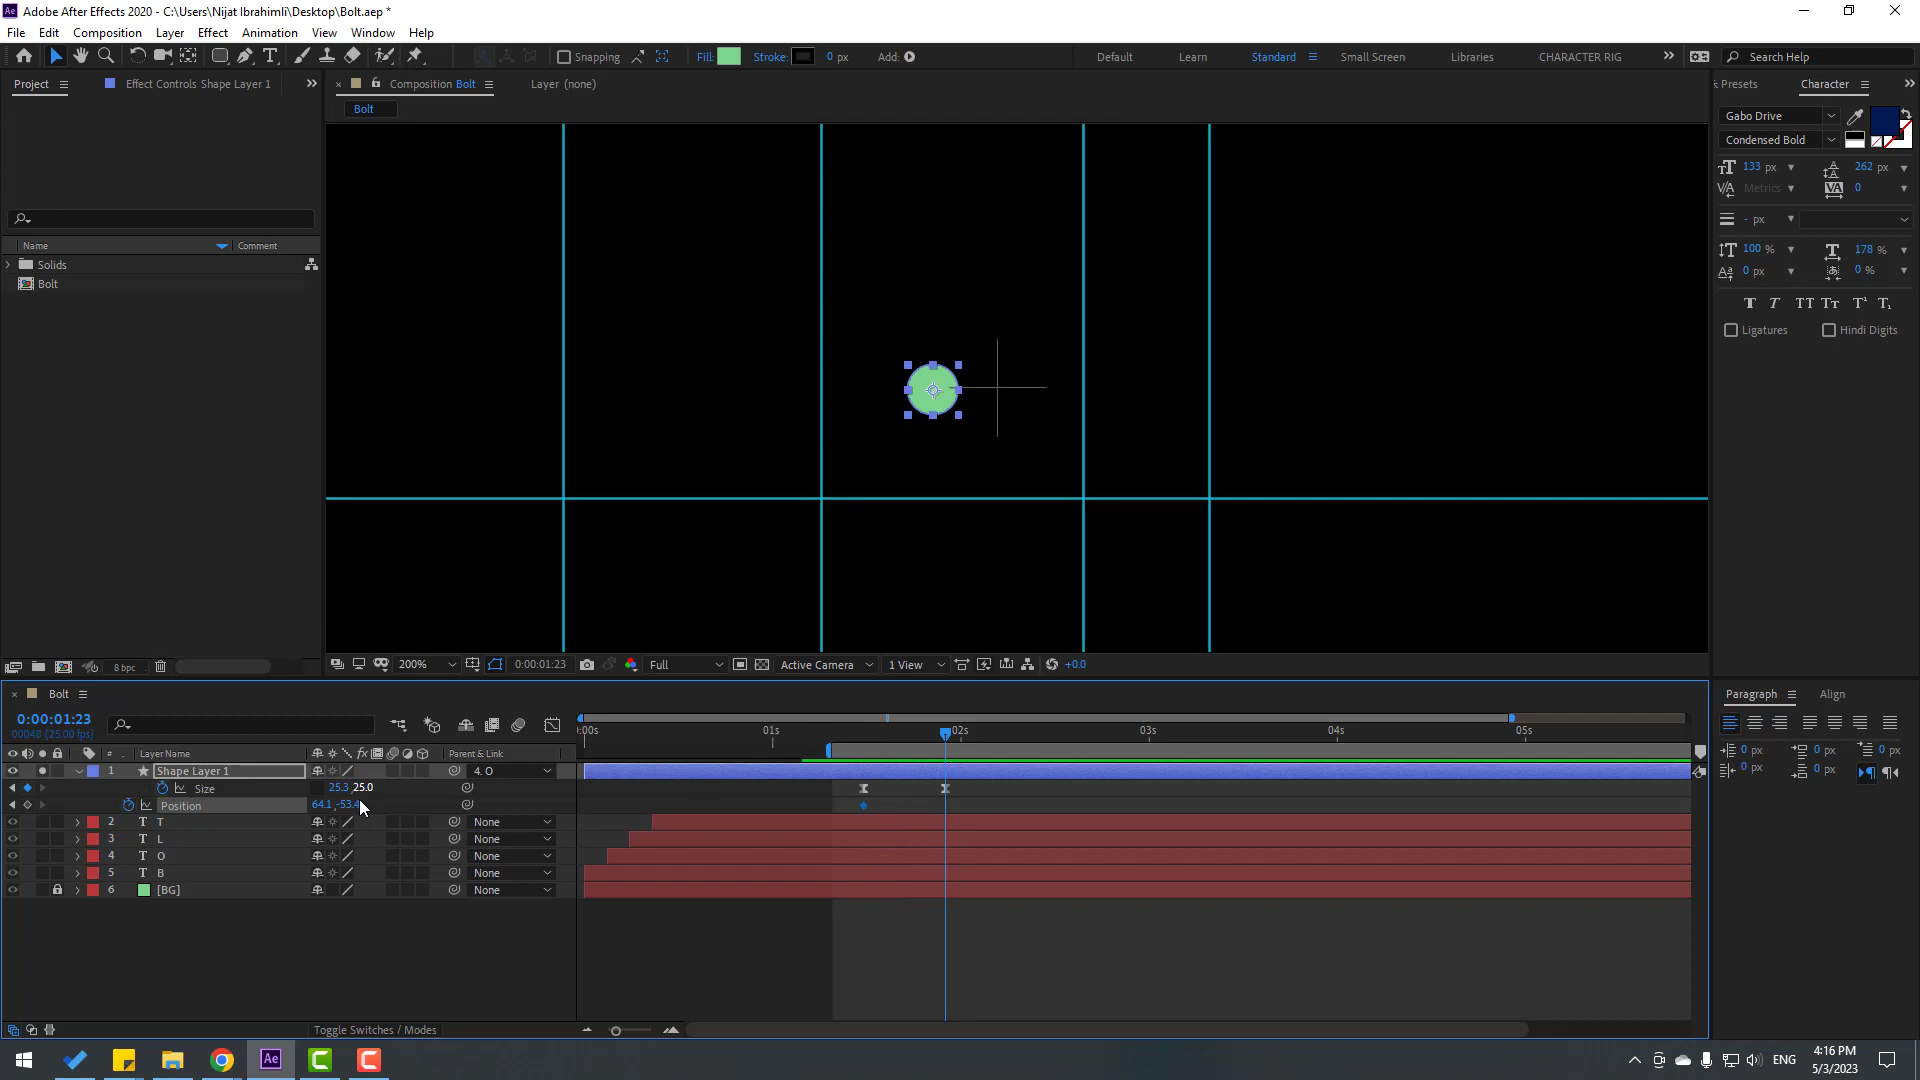 Adobe After Effects 2020 - C:\Users\Nijat Ibrahimli\Desktop\Bolt.aep *
File Edit Composition Layer Effect Animation View Window Help
Snapping Fill: Stroke: 0 px Add: Default Learn Standard Small Screen Libraries CHARACTER RIG Search Help
Project Effect Controls Shape Layer 1 Composition Bolt Layer (none) Presets Character
Bolt
Gabo Drive
Condensed Bold
133 px 262 px
Metrics 0
- px
100 % 178 %
0 px 0 %
Ligatures Hindi Digits
Name Comment
Solids
Bolt
8 bpc 200% 0:00:01:23 Full Active Camera 1 View +0.0
Bolt
0:00:01:23
00048 (25.00 fps)
:00s 01s 02s 03s 04s 05s
# Layer Name Parent & Link
1 Shape Layer 1 4. O
Size 25.3, 25.0
Position 64.1, -53.4
2 T T None
3 T L None
4 T O None
5 T B None
6 [BG] None
Toggle Switches / Modes
Paragraph Align
0 px 0 px 0 px
0 px 0 px
ENG 4:16 PM
5/3/2023